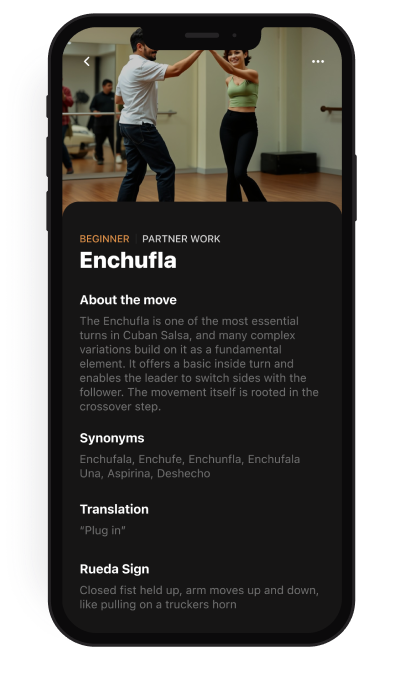 BEGINNER PARTNER WORK
Enchufla
About the move
The Enchufla is one of the most essential
turns in Cuban Salsa, and many complex
variations build on it as a fundamental
element. It offers a basic inside turn and
enables the leader to switch sides with the
follower. The movement itself is rooted in the
crossover step.
Synonyms
Enchufala, Enchufe, Enchunfla, Enchufala
Una, Aspirina, Deshecho
Translation
“Plug in”
Rueda Sign
Closed fist held up, arm moves up and down,
like pulling on a truckers horn